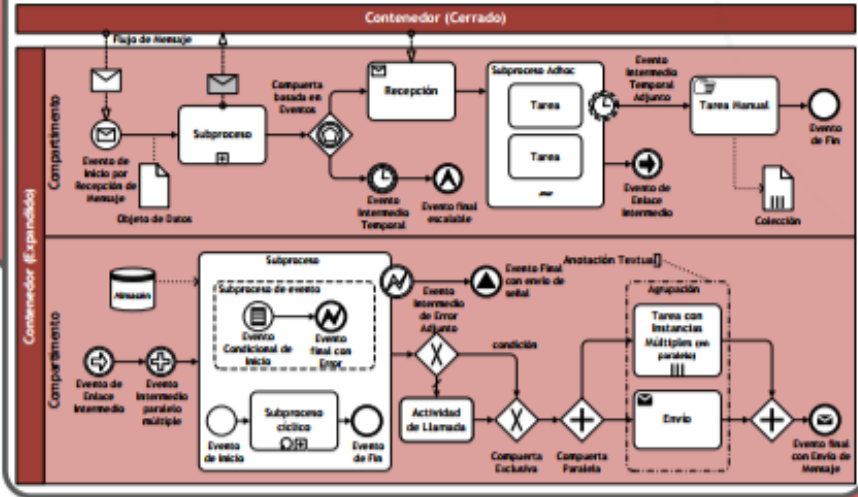 Contenedor (Cerrado)
Flujo de Mensaje
Contenedor (Expandido)
Compartimento
Evento de
Inicio por
Recepción de
Mensaje
Objeto de Datos
Subproceso
Compuerta
basada en
Eventos
Recepción
Evento
Intermedio
Temporal
Evento final
escalable
Subproceso Adhoc
Tarea
Tarea
Evento
Intermedio
Temporal
Adjunto
Evento de
Enlace
Intermedio
Tarea Manual
Evento
de Fin
Colección
Compartimento
Almacén
Evento de
Enlace
Intermedio
Evento
Intermedio
paralelo
múltiple
Subproceso
Subproceso de evento
Evento
Condicional de
Inicio
Evento
final con
Error
Evento
de Inicio
Subproceso
cíclico
Evento
de Fin
Evento
Intermedio
de Error
Adjunto
Evento Final
con envío de
señal
condición
Actividad
de Llamada
Compuerta
Exclusiva
Compuerta
Paralela
Anotación Textual
Agrupación
Tarea con
Instancias
Múltiples (en
paralelo)
Envío
Evento final
con Envío de
Mensaje